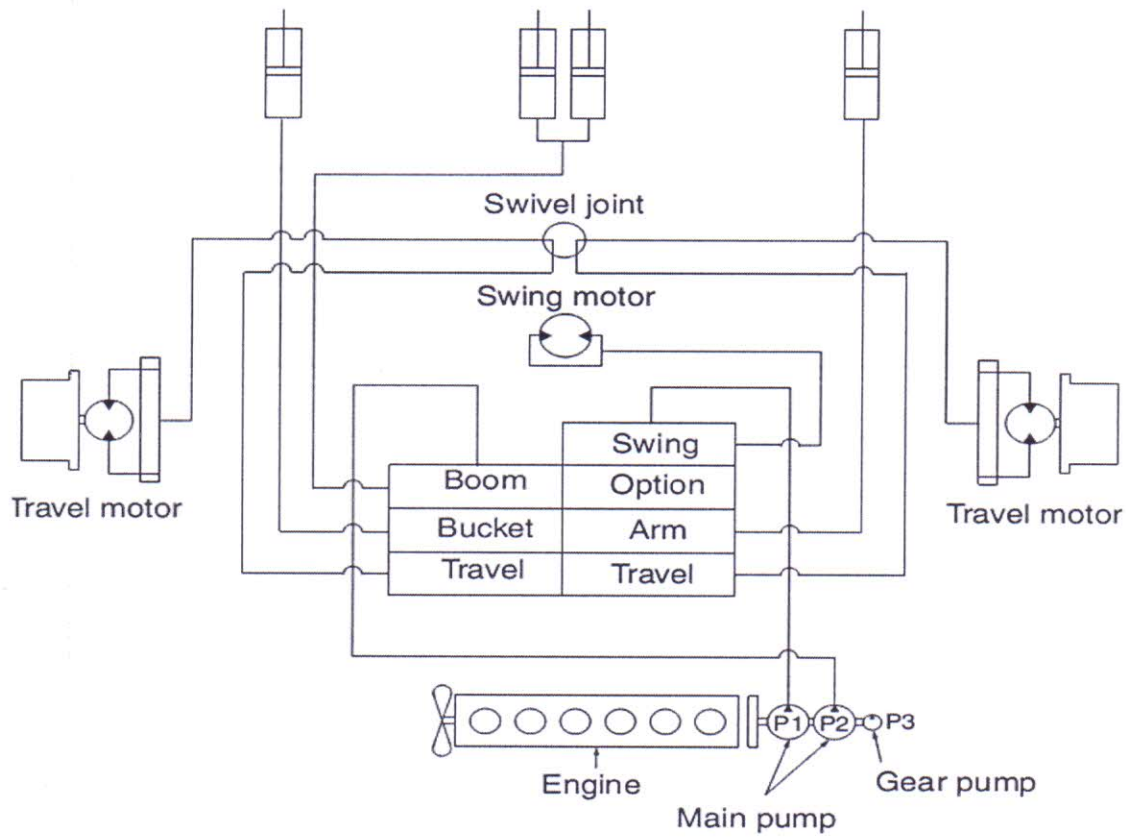 Swivel joint
Swing motor
Swing
Boom
Option
Travel motor
Bucket
Arm
Travel motor
Travel
Travel
P1
P2
P3
Engine
Gear pump
Main pump